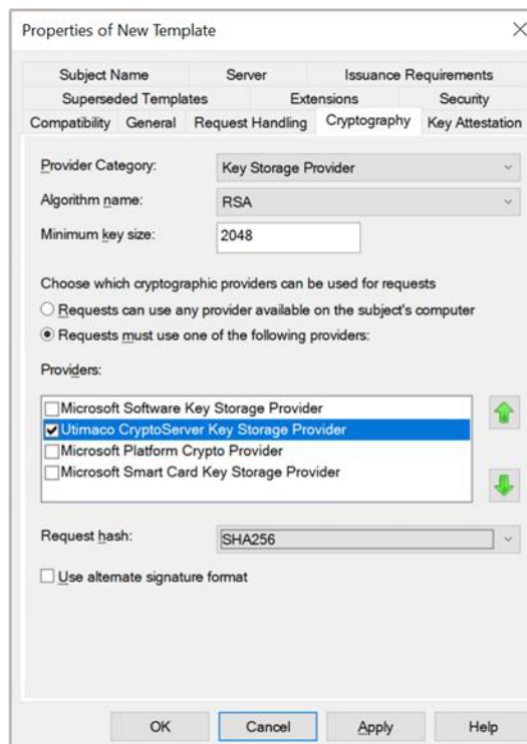 Properties of New Template
Subject Name Server Issuance Requirements
Superseded Templates Extensions Security
Compatibility General Request Handling Cryptography Key Attestation
Provider Category: Key Storage Provider
Algorithm name: RSA
Minimum key size: 2048
Choose which cryptographic providers can be used for requests
Requests can use any provider available on the subject's computer
Requests must use one of the following providers:
Providers:
Microsoft Software Key Storage Provider
Utimaco CryptoServer Key Storage Provider
Microsoft Platform Crypto Provider
Microsoft Smart Card Key Storage Provider
Request hash: SHA256
Use alternate signature format
OK Cancel Apply Help